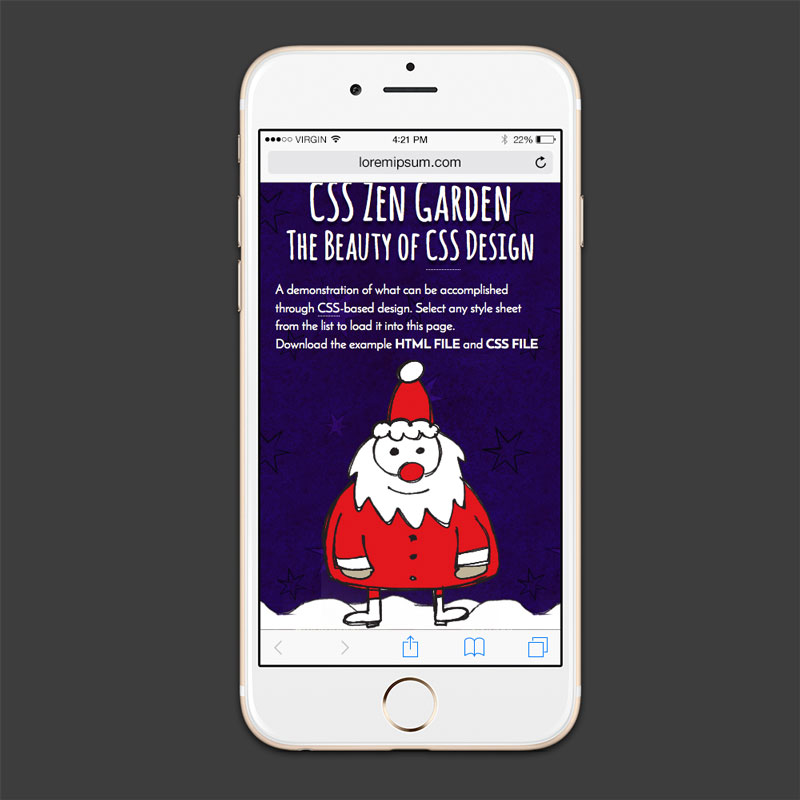 VIRGIN 4:21 PM 22%
loremipsum.com
CSS Zen Garden
The Beauty of CSS Design
A demonstration of what can be accomplished
through CSS-based design. Select any style sheet
from the list to load it into this page.
Download the example HTML FILE and CSS FILE